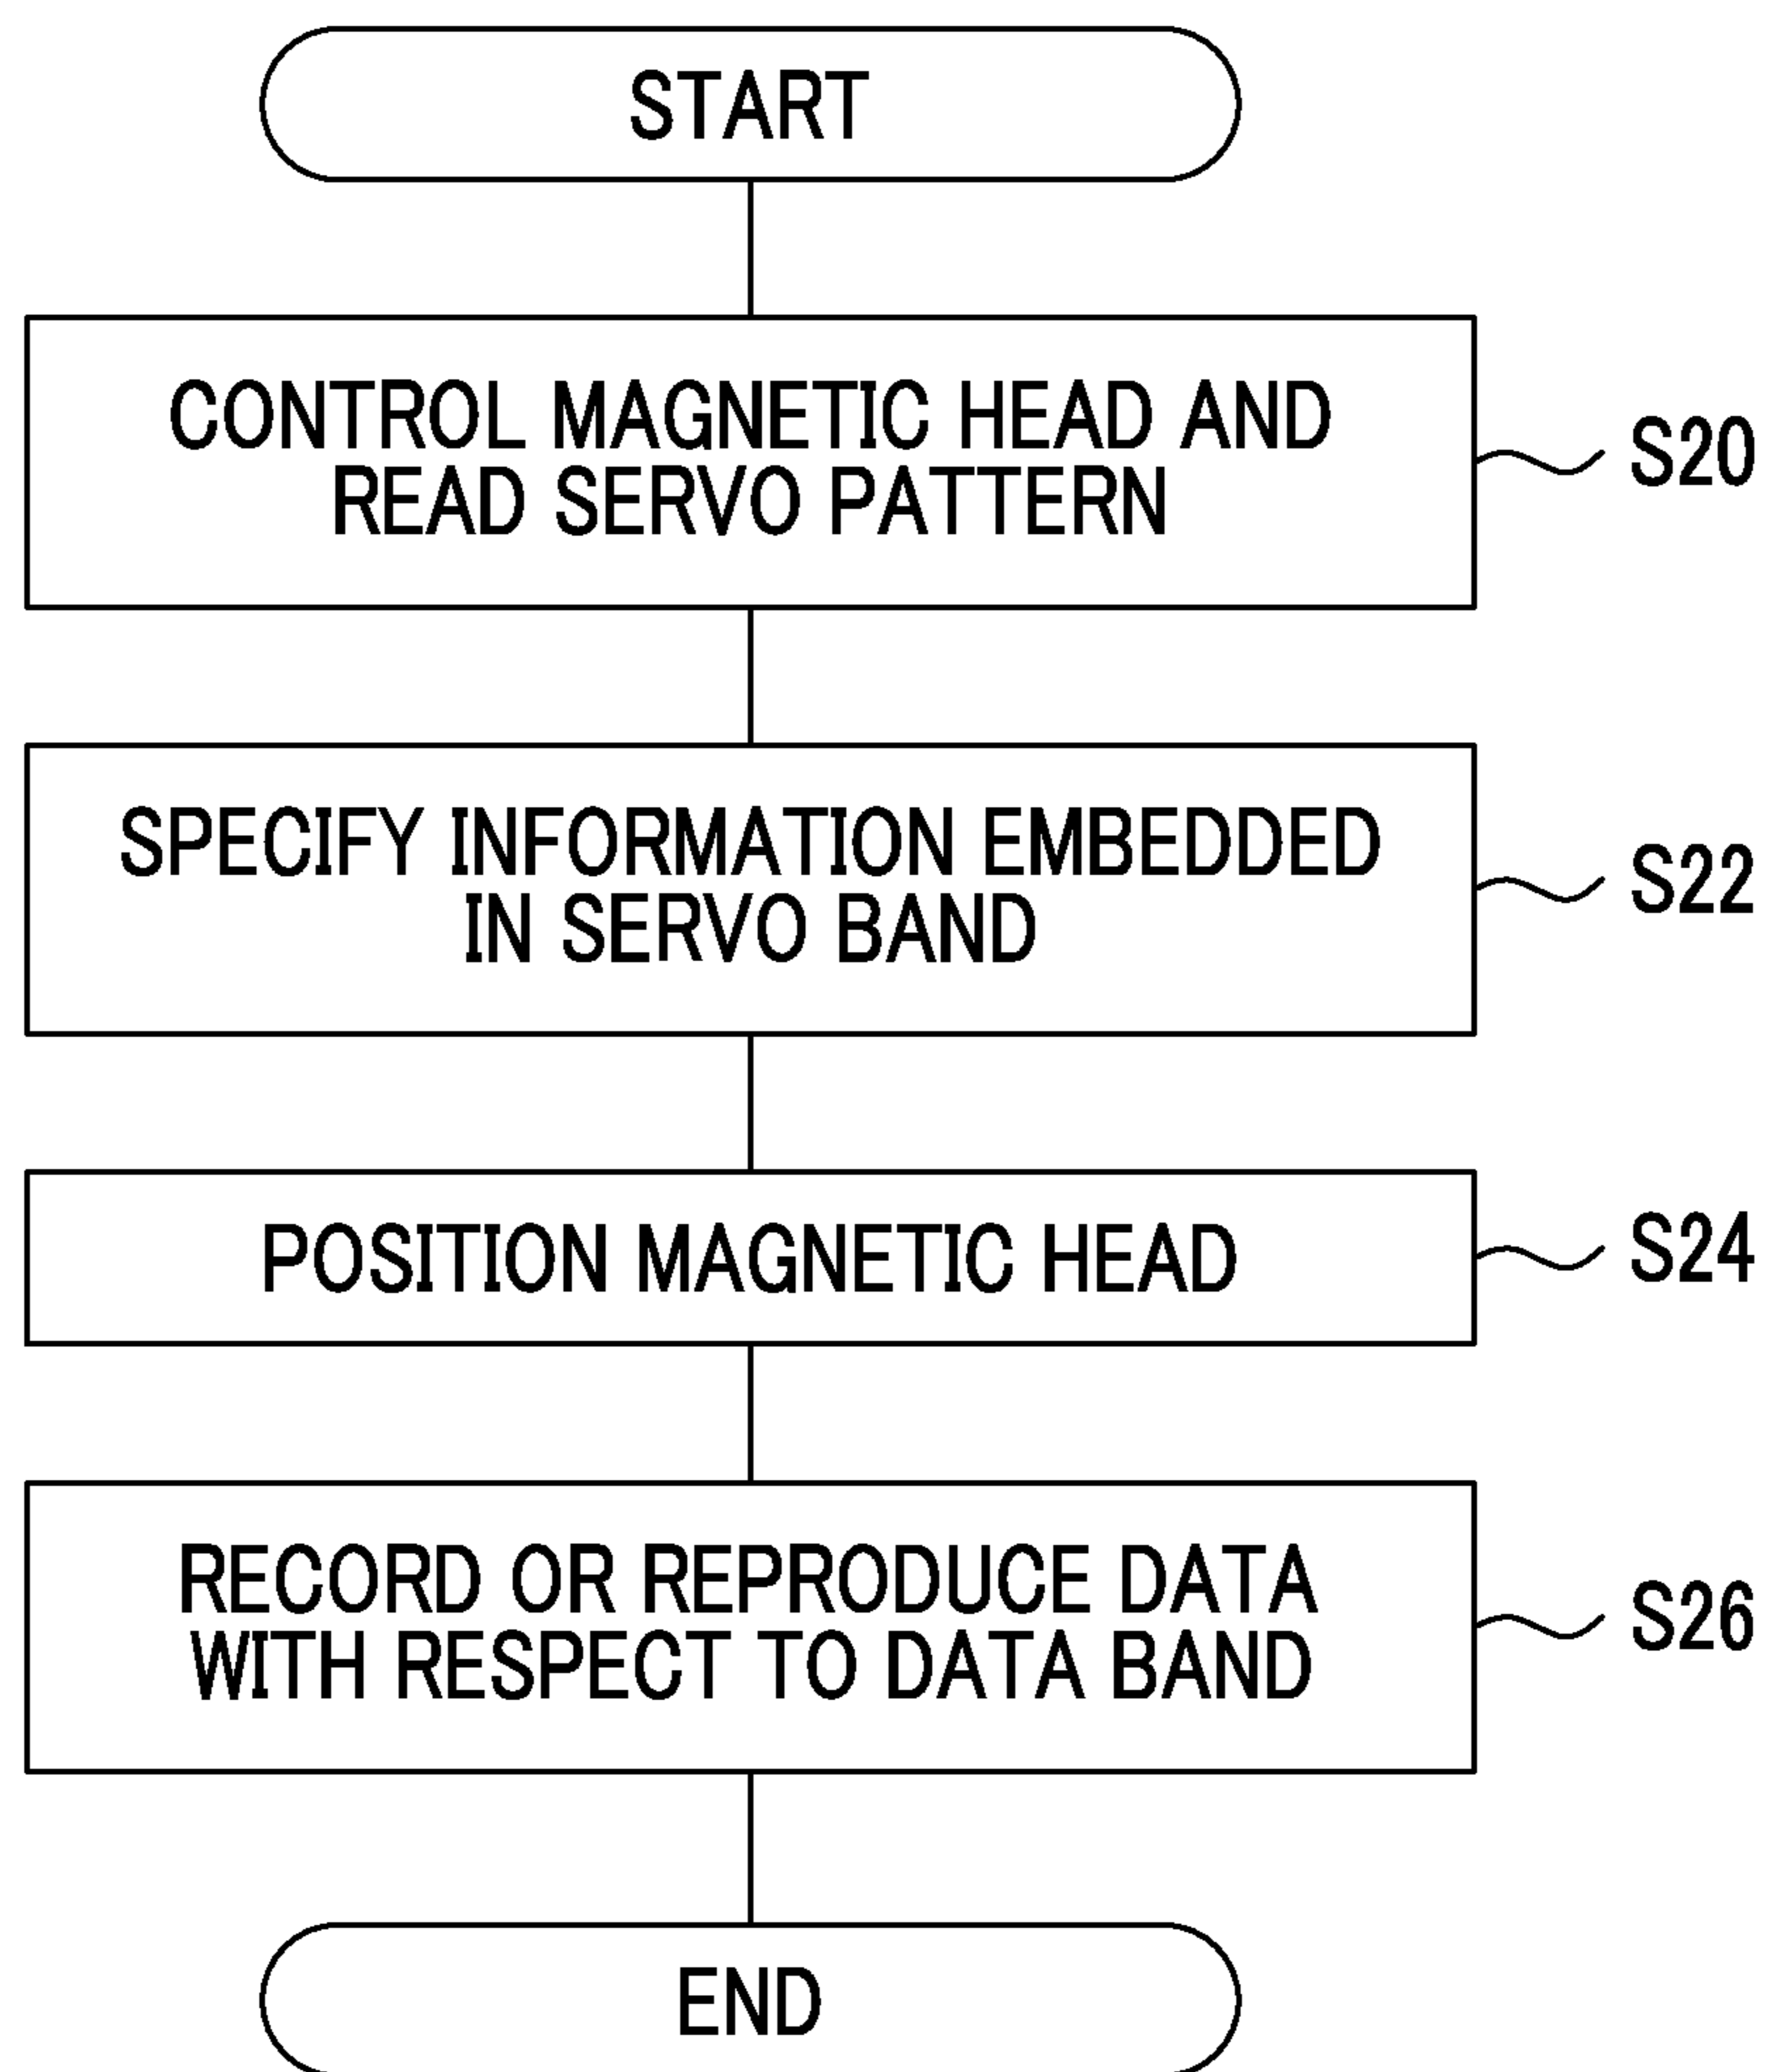 START
CONTROL MAGNETIC HEAD AND
READ SERVO PATTERN
S20
SPECIFY INFORMATION EMBEDDED
IN SERVO BAND
S22
POSITION MAGNETIC HEAD
S24
RECORD OR REPRODUCE DATA
WITH RESPECT TO DATA BAND
S26
END